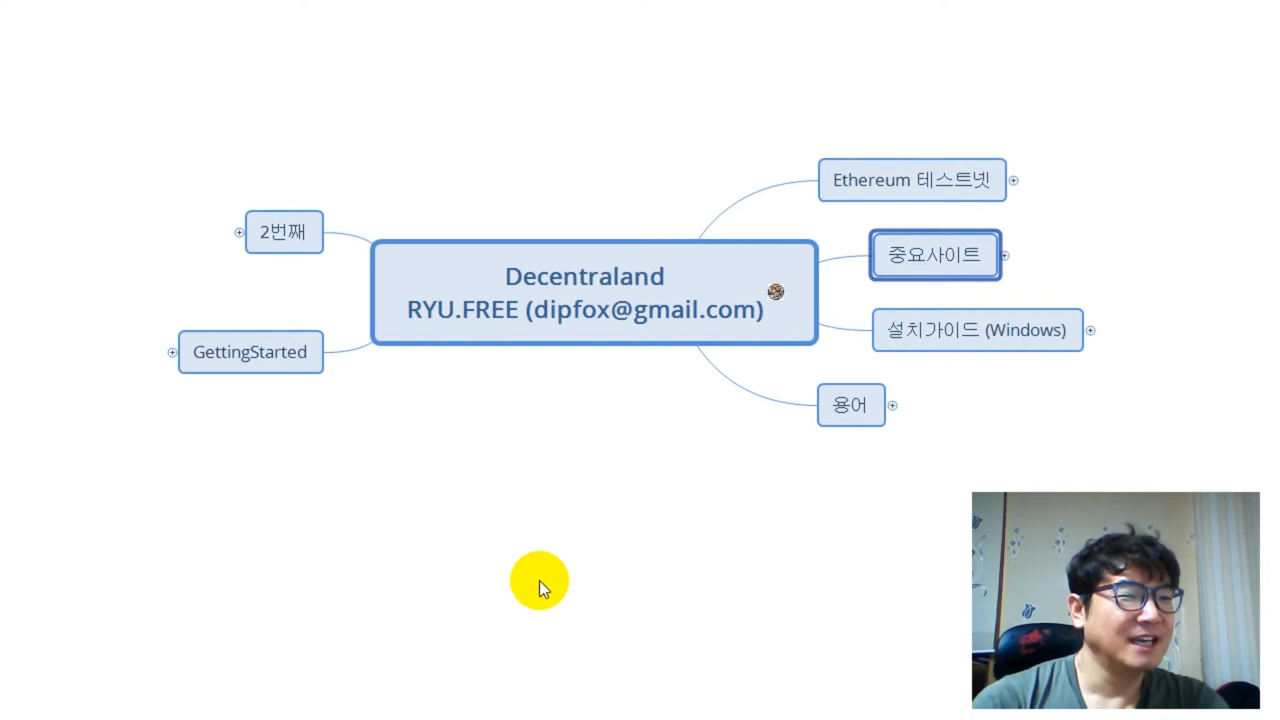 Ethereum 테스트넷
2번째
중요사이트
Decentraland
RYU.FREE (dipfox@gmail.com)
설치가이드 (Windows)
GettingStarted
용어